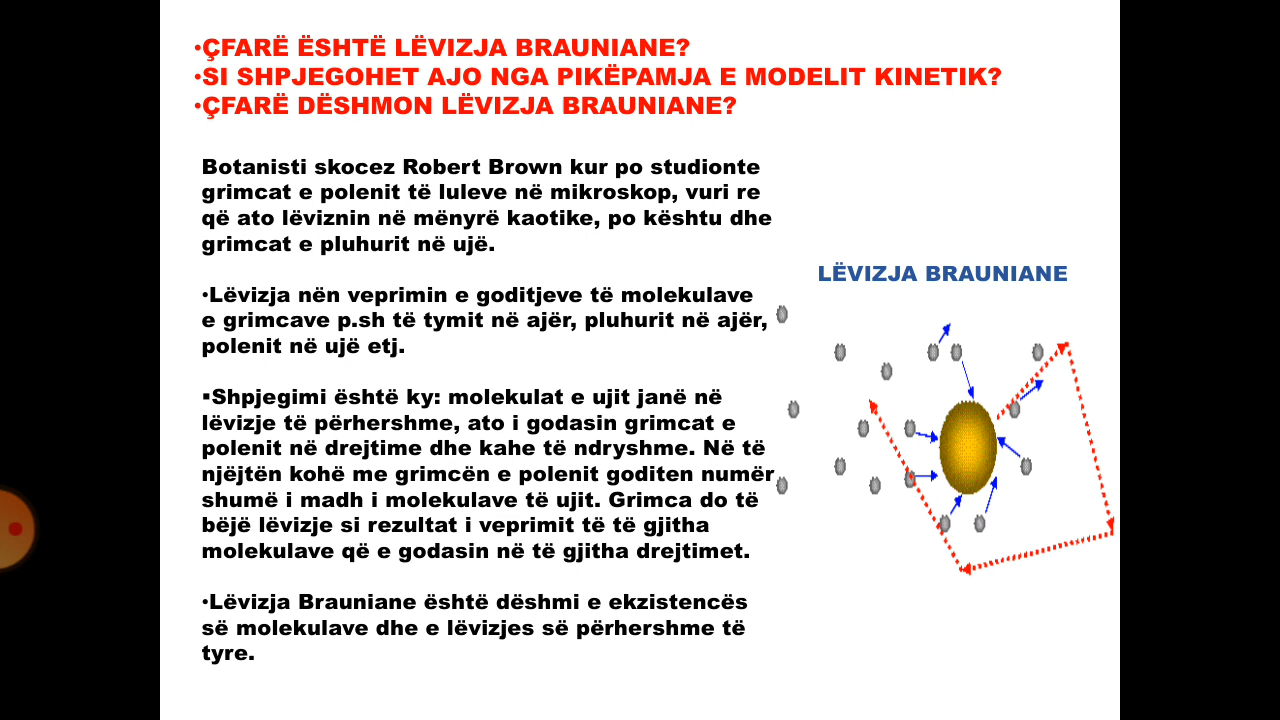 •ÇFARË ËSHTË LËVIZJA BRAUNIANE?
•SI SHPJEGOHET AJO NGA PIKËPAMJA E MODELIT KINETIK?
•ÇFARË DËSHMON LËVIZJA BRAUNIANE?
Botanisti skocez Robert Brown kur po studionte
grimcat e polenit të luleve në mikroskop, vuri re
që ato lëviznin në mënyrë kaotike, po kështu dhe
grimcat e pluhurit në ujë.
•Lëvizja nën veprimin e goditjeve të molekulave
e grimcave p.sh të tymit në ajër, pluhurit në ajër,
polenit në ujë etj.
▪Shpjegimi është ky: molekulat e ujit janë në
lëvizje të përhershme, ato i godasin grimcat e
polenit në drejtime dhe kahe të ndryshme. Në të
njëjtën kohë me grimcën e polenit goditen numër
shumë i madh i molekulave të ujit. Grimca do të
bëjë lëvizje si rezultat i veprimit të të gjitha
molekulave që e godasin në të gjitha drejtimet.
•Lëvizja Brauniane është dëshmi e ekzistencës
së molekulave dhe e lëvizjes së përhershme të
tyre.
LËVIZJA BRAUNIANE